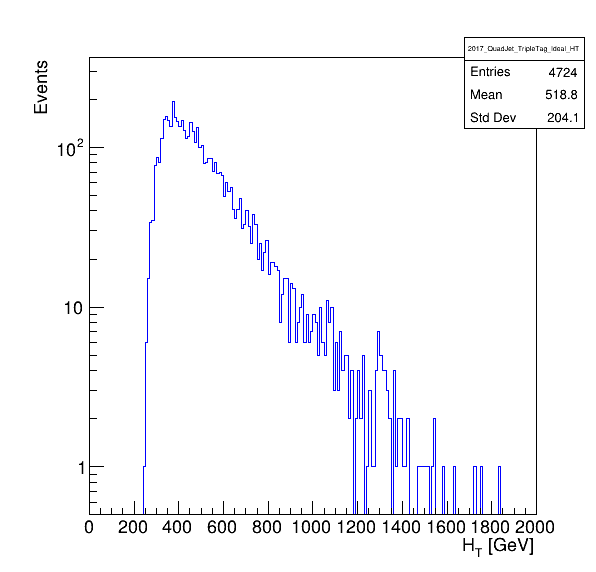 2017_QuadJet_TripleTag_Ideal_HT
Entries 4724
Mean 518.8
Std Dev 204.1
Events
10²
10
1
0 200 400 600 800 1000 1200 1400 1600 1800 2000
H_T [GeV]